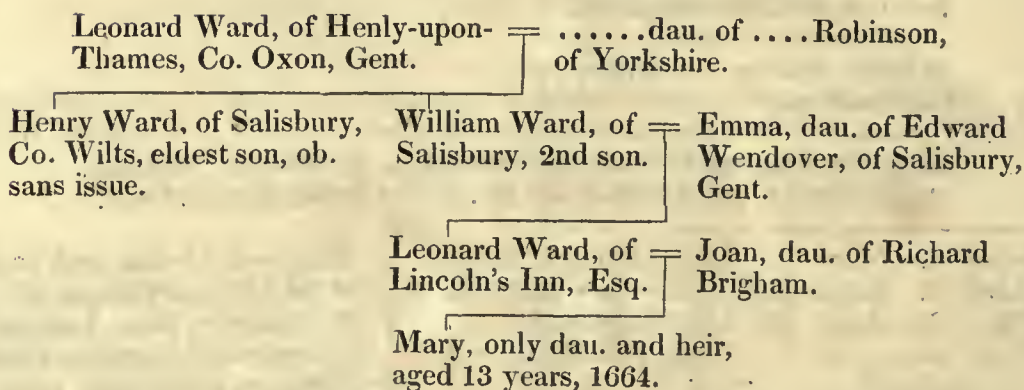 Leonard Ward, of Henly-upon-
Thames, Co. Oxon, Gent.
= ......dau. of ....Robinson,
of Yorkshire.
Henry Ward, of Salisbury,
Co. Wilts, eldest son, ob.
sans issue.
William Ward, of
Salisbury, 2nd son.
= Emma, dau. of Edward
Wendover, of Salisbury,
Gent.
Leonard Ward, of
Lincoln's Inn, Esq.
= Joan, dau. of Richard
Brigham.
Mary, only dau. and heir,
aged 13 years, 1664.